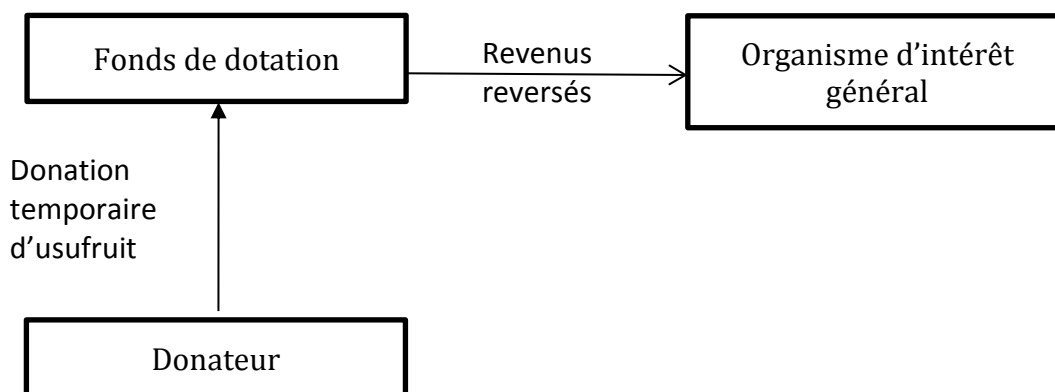 Fonds de dotation
Revenus
reversés
Organisme d'intérêt
général
Donation
temporaire
d'usufruit
Donateur